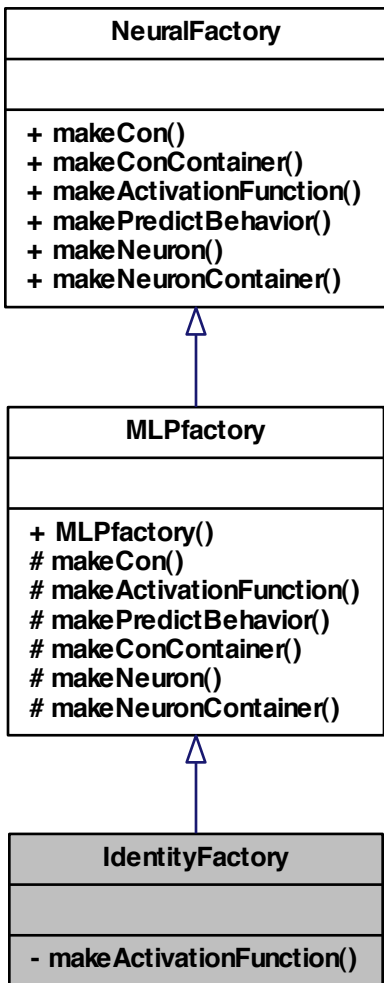 NeuralFactory
+ makeCon()
+ makeConContainer()
+ makeActivationFunction()
+ makePredictBehavior()
+ makeNeuron()
+ makeNeuronContainer()
MLPfactory
+ MLPfactory()
# makeCon()
# makeActivationFunction()
# makePredictBehavior()
# makeConContainer()
# makeNeuron()
# makeNeuronContainer()
IdentityFactory
- makeActivationFunction()